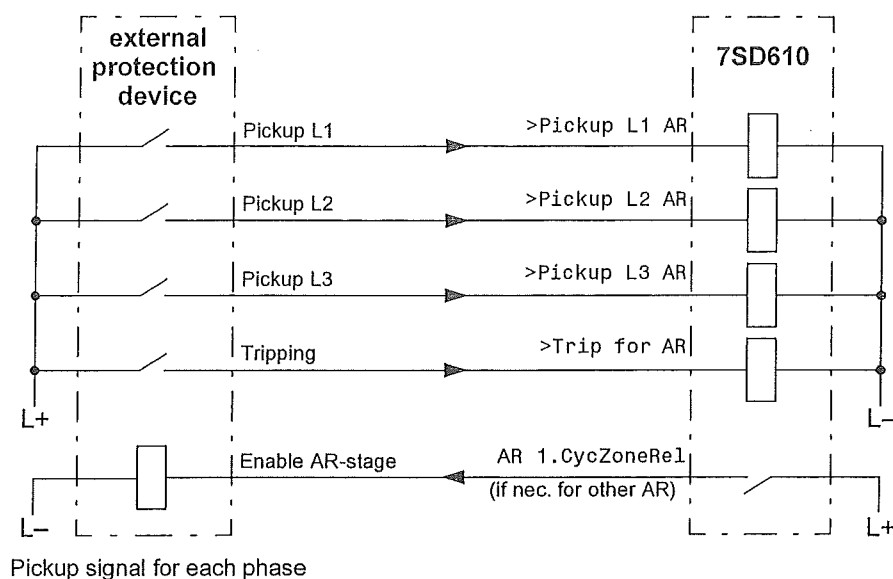 external
protection
device
7SD610
Pickup L1
>Pickup L1 AR
Pickup L2
>Pickup L2 AR
Pickup L3
>Pickup L3 AR
Tripping
>Trip for AR
L+
L–
Enable AR-stage
AR 1.CycZoneRel
(if nec. for other AR)
L–
L+
Pickup signal for each phase